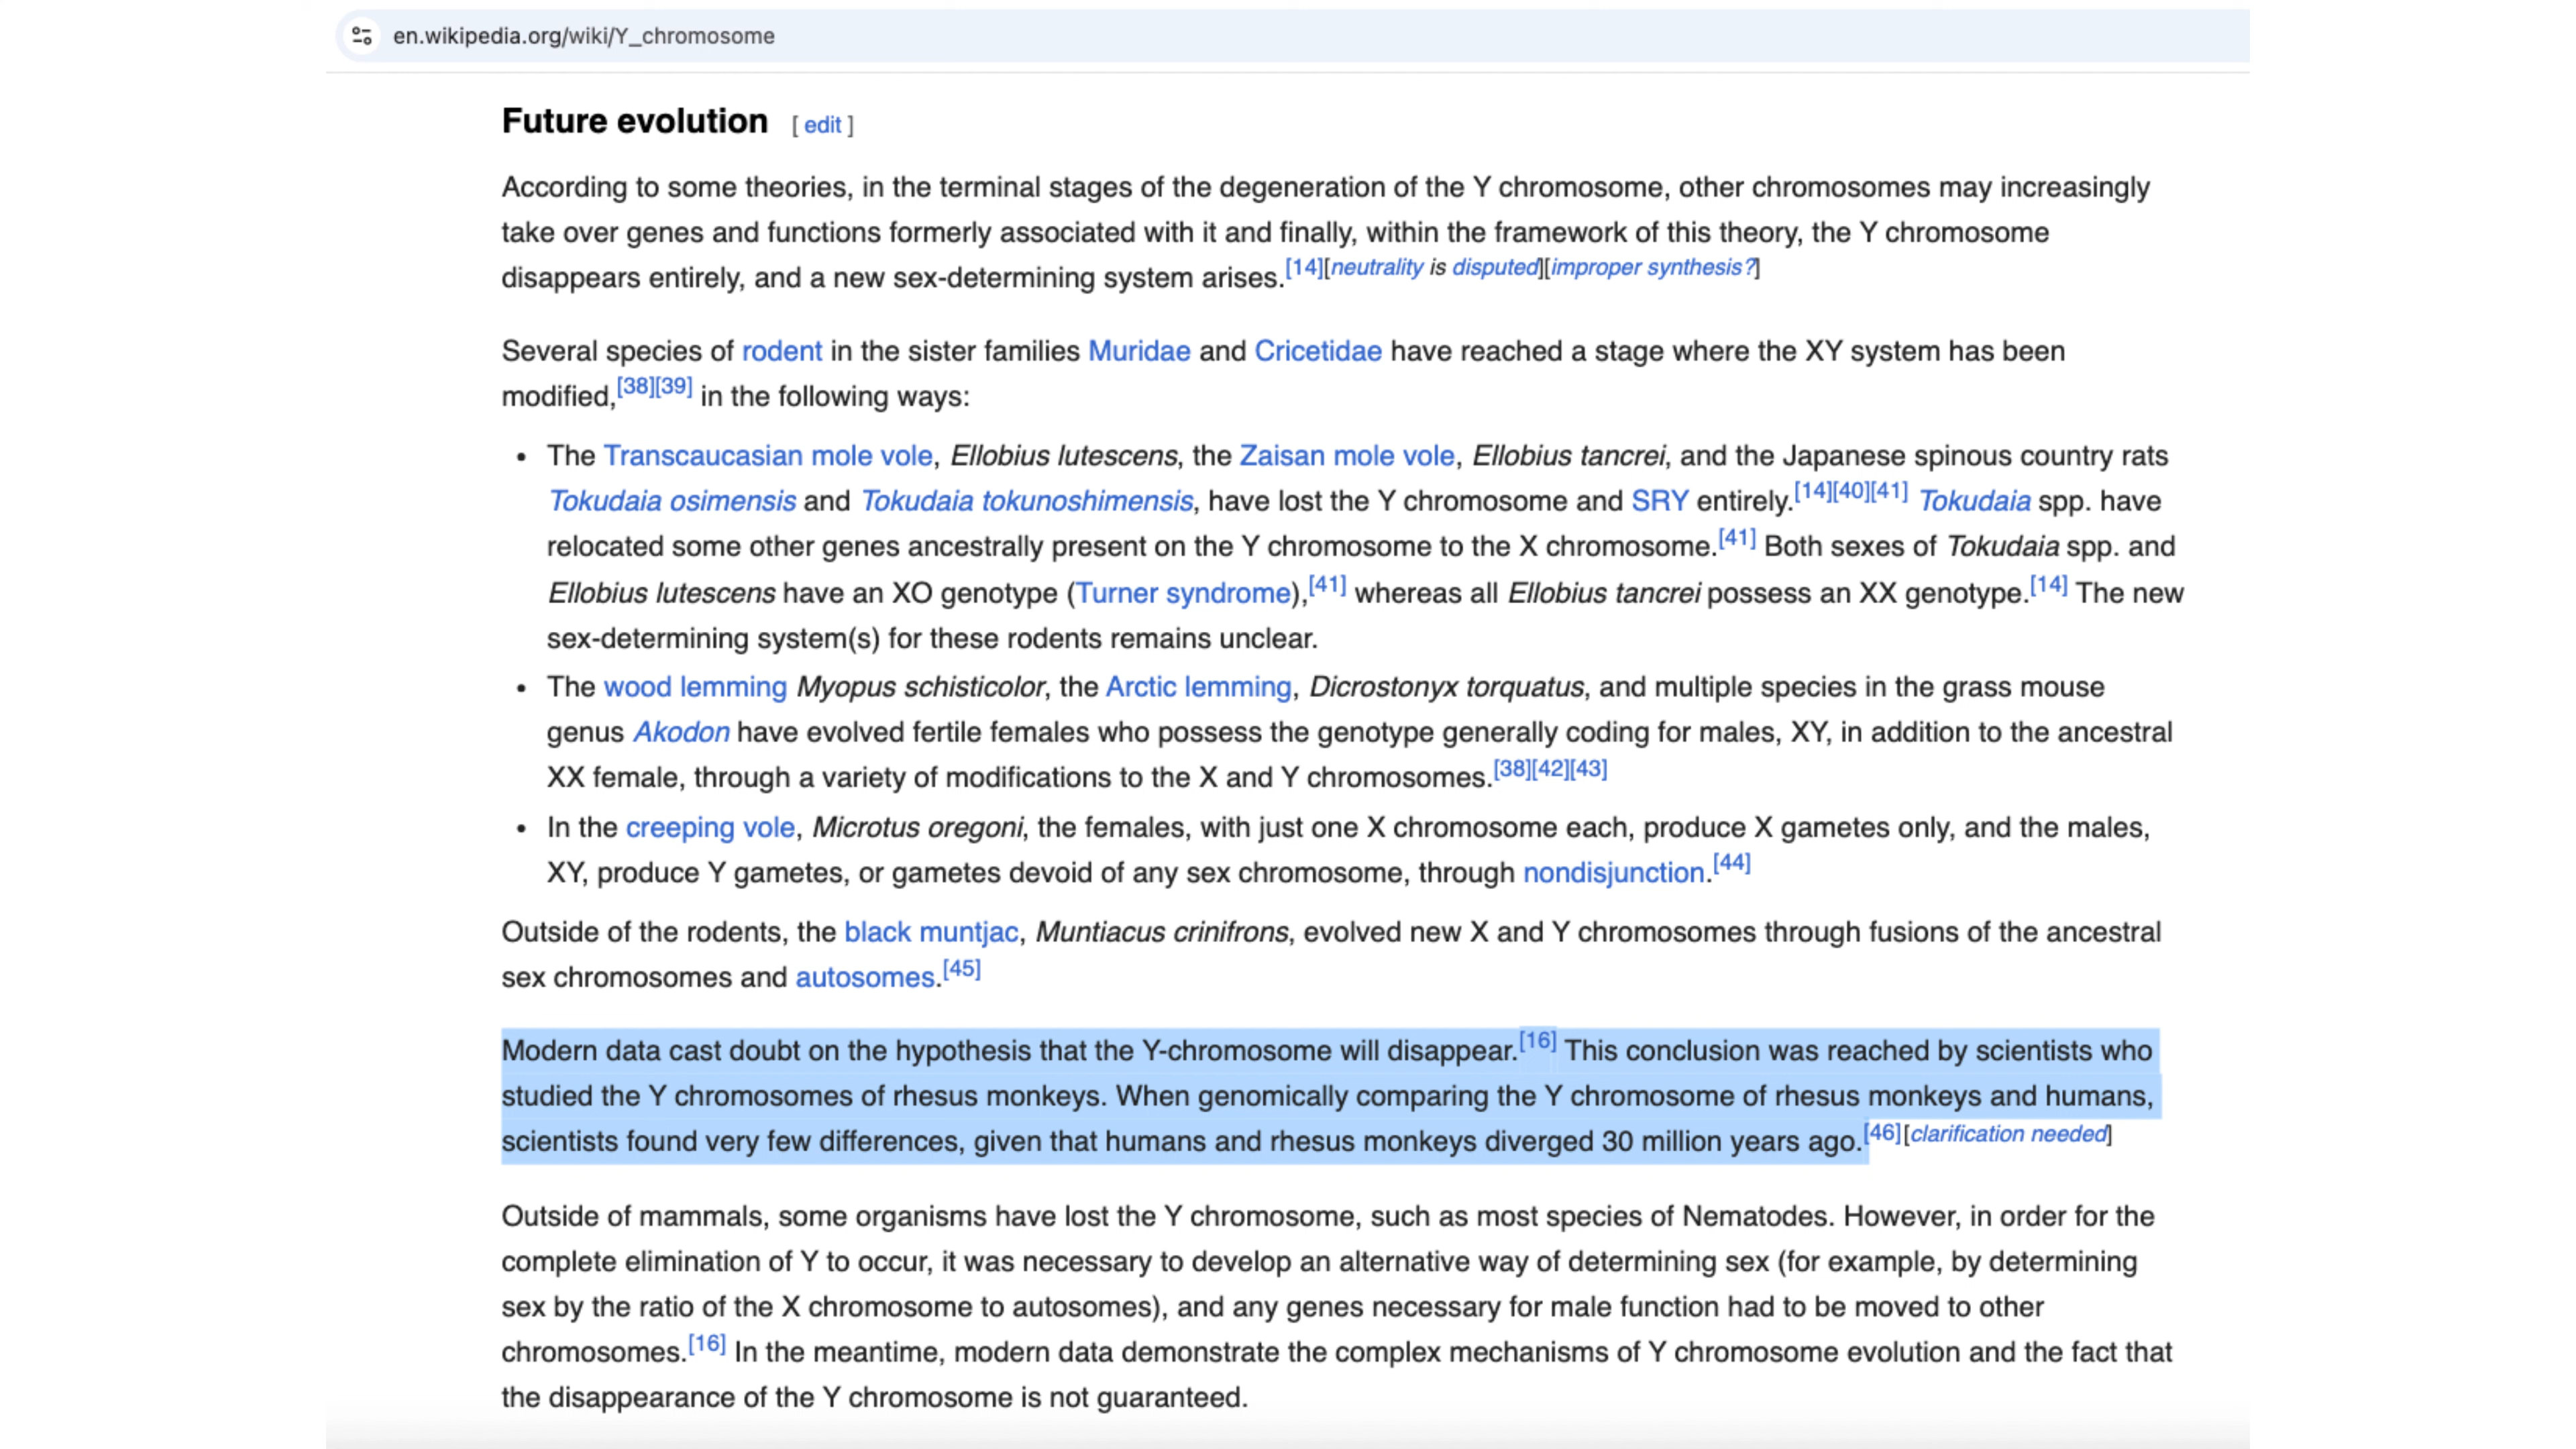 en.wikipedia.org/wiki/Y_chromosome
Future evolution [ edit ]
According to some theories, in the terminal stages of the degeneration of the Y chromosome, other chromosomes may increasingly
take over genes and functions formerly associated with it and finally, within the framework of this theory, the Y chromosome
disappears entirely, and a new sex-determining system arises.[14][neutrality is disputed][improper synthesis?]
Several species of rodent in the sister families Muridae and Cricetidae have reached a stage where the XY system has been
modified,[38][39] in the following ways:
• The Transcaucasian mole vole, Ellobius lutescens, the Zaisan mole vole, Ellobius tancrei, and the Japanese spinous country rats
Tokudaia osimensis and Tokudaia tokunoshimensis, have lost the Y chromosome and SRY entirely.[14][40][41] Tokudaia spp. have
relocated some other genes ancestrally present on the Y chromosome to the X chromosome.[41] Both sexes of Tokudaia spp. and
Ellobius lutescens have an XO genotype (Turner syndrome),[41] whereas all Ellobius tancrei possess an XX genotype.[14] The new
sex-determining system(s) for these rodents remains unclear.
• The wood lemming Myopus schisticolor, the Arctic lemming, Dicrostonyx torquatus, and multiple species in the grass mouse
genus Akodon have evolved fertile females who possess the genotype generally coding for males, XY, in addition to the ancestral
XX female, through a variety of modifications to the X and Y chromosomes.[38][42][43]
• In the creeping vole, Microtus oregoni, the females, with just one X chromosome each, produce X gametes only, and the males,
XY, produce Y gametes, or gametes devoid of any sex chromosome, through nondisjunction.[44]
Outside of the rodents, the black muntjac, Muntiacus crinifrons, evolved new X and Y chromosomes through fusions of the ancestral
sex chromosomes and autosomes.[45]
Modern data cast doubt on the hypothesis that the Y-chromosome will disappear.[16] This conclusion was reached by scientists who
studied the Y chromosomes of rhesus monkeys. When genomically comparing the Y chromosome of rhesus monkeys and humans,
scientists found very few differences, given that humans and rhesus monkeys diverged 30 million years ago.[46][clarification needed]
Outside of mammals, some organisms have lost the Y chromosome, such as most species of Nematodes. However, in order for the
complete elimination of Y to occur, it was necessary to develop an alternative way of determining sex (for example, by determining
sex by the ratio of the X chromosome to autosomes), and any genes necessary for male function had to be moved to other
chromosomes.[16] In the meantime, modern data demonstrate the complex mechanisms of Y chromosome evolution and the fact that
the disappearance of the Y chromosome is not guaranteed.